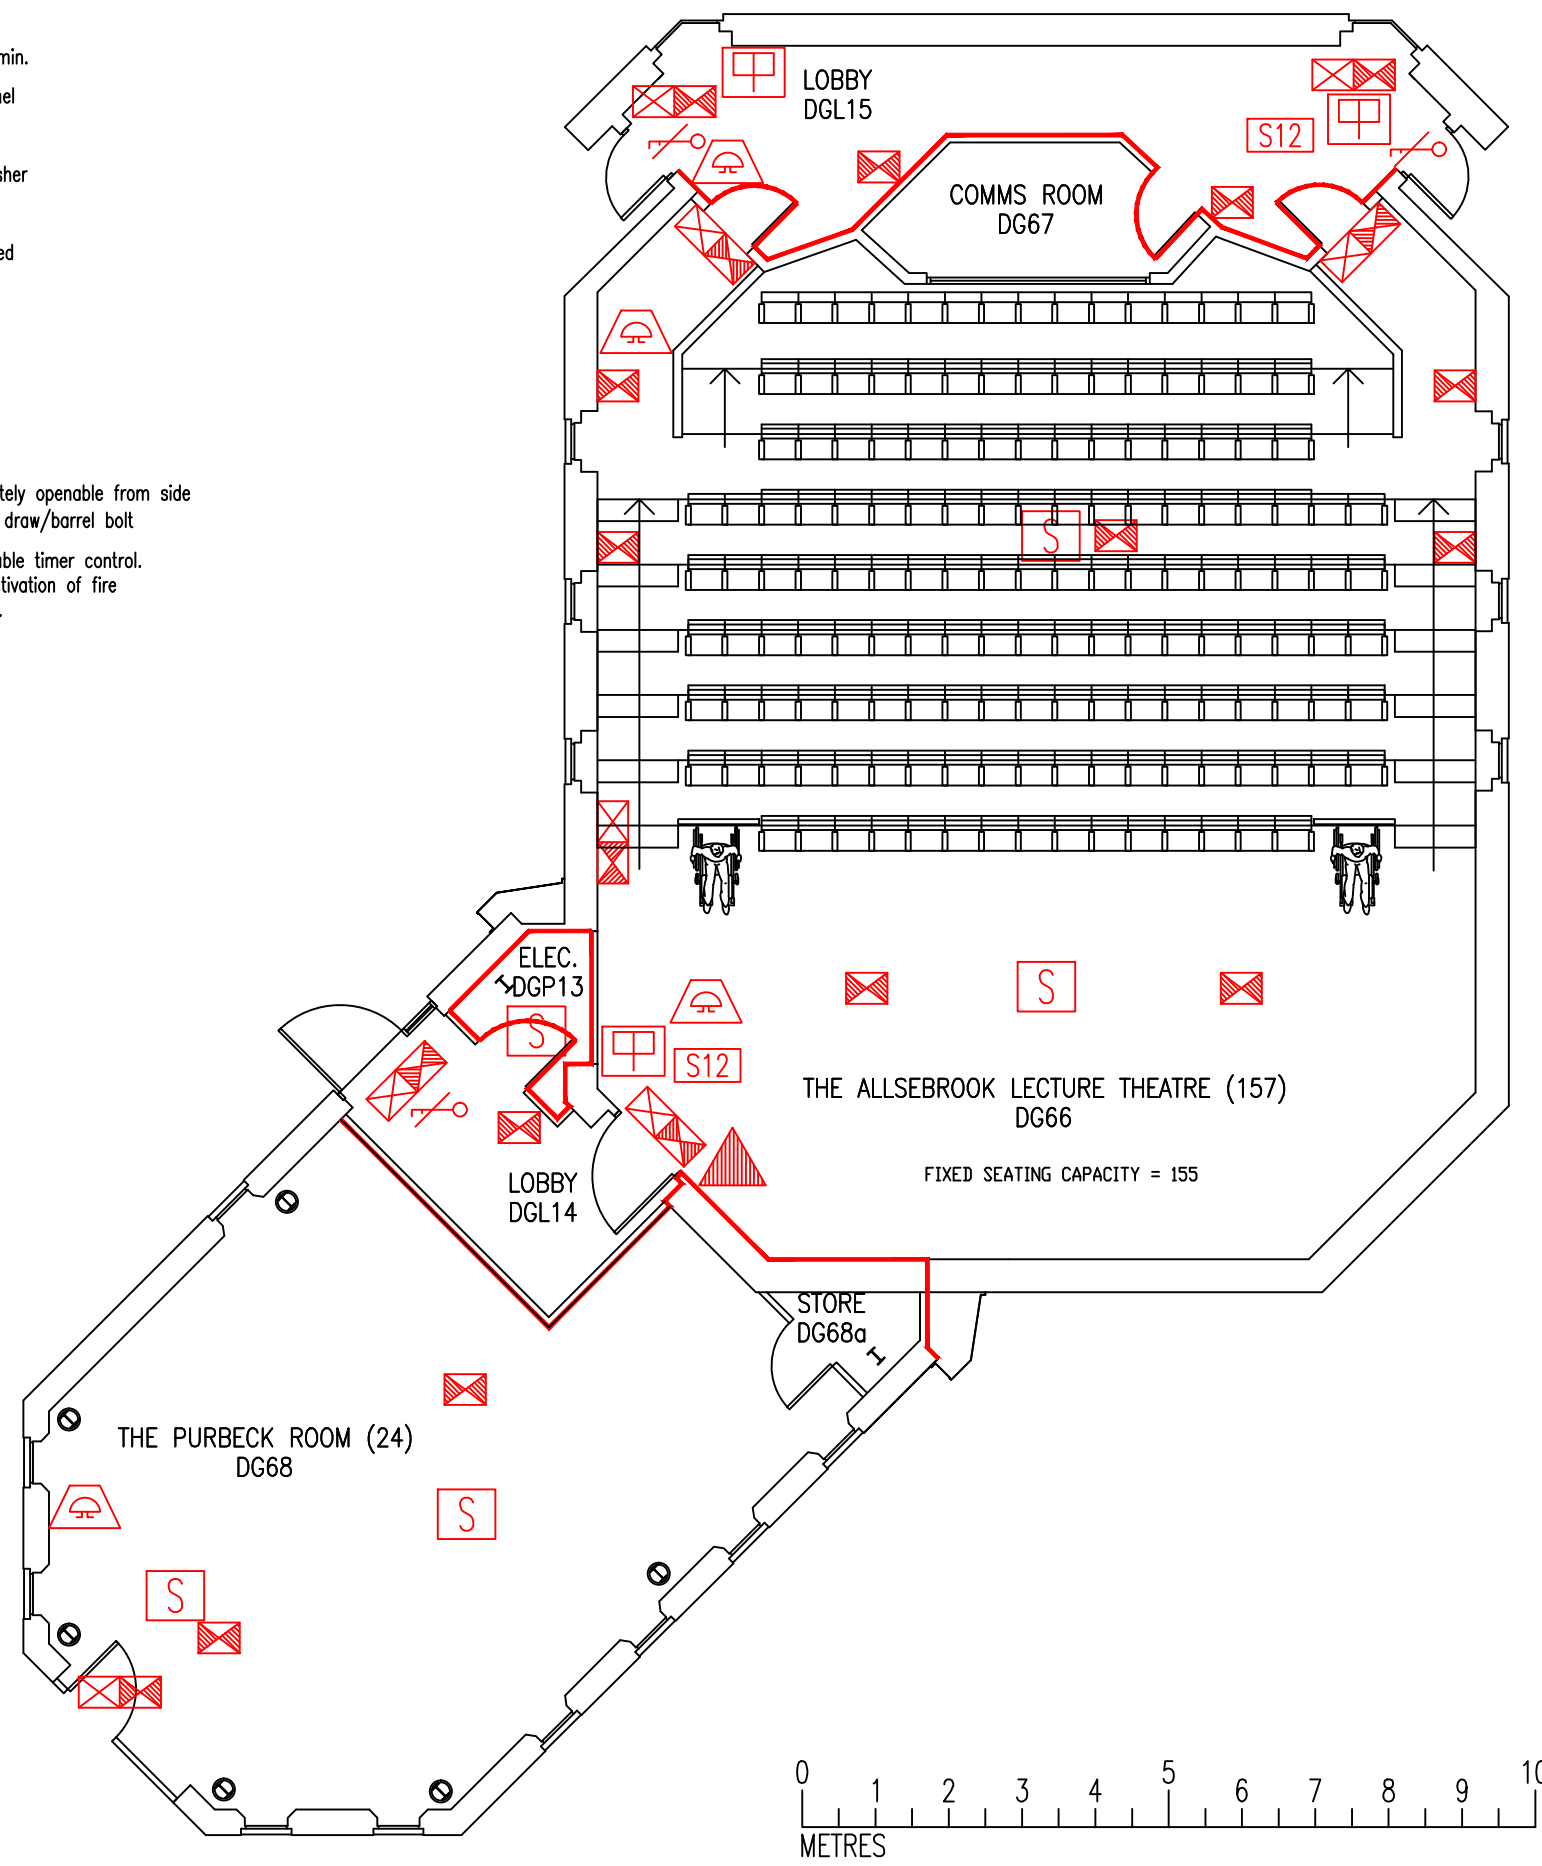 min.
nel
sher
ed
tely openable from side
draw/barrel bolt
able timer control.
ctivation of fire
LOBBY
DGL15
S12
COMMS ROOM
DG67
S
ELEC.
DGP13
S
S
S12
THE ALLSEBROOK LECTURE THEATRE (157)
DG66
FIXED SEATING CAPACITY = 155
LOBBY
DGL14
STORE
DG68a
THE PURBECK ROOM (24)
DG68
S
S
0 1 2 3 4 5 6 7 8 9 10
METRES